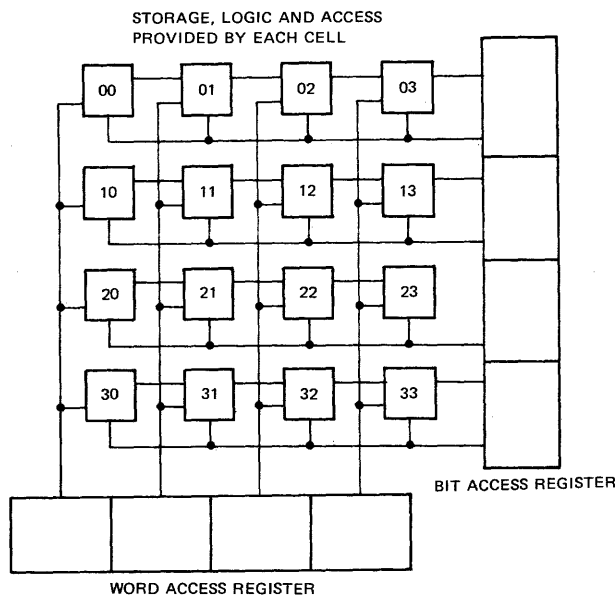 STORAGE, LOGIC AND ACCESS
PROVIDED BY EACH CELL
00 01 02 03
10 11 12 13
20 21 22 23
30 31 32 33
BIT ACCESS REGISTER
WORD ACCESS REGISTER